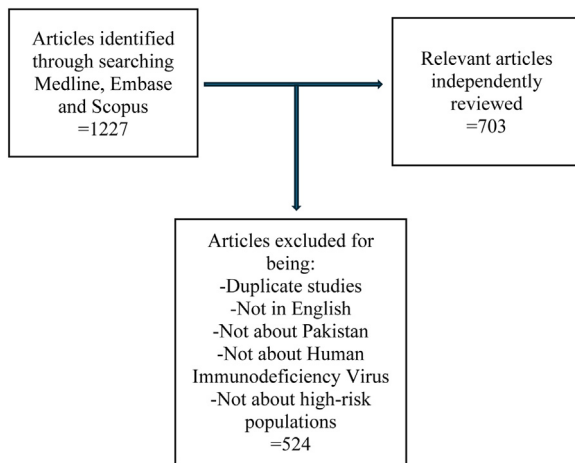 Articles identified
through searching
Medline, Embase
and Scopus
=1227
Relevant articles
independently
reviewed
=703
Articles excluded for
being:
-Duplicate studies
-Not in English
-Not about Pakistan
-Not about Human
Immunodeficiency Virus
-Not about high-risk
populations
=524